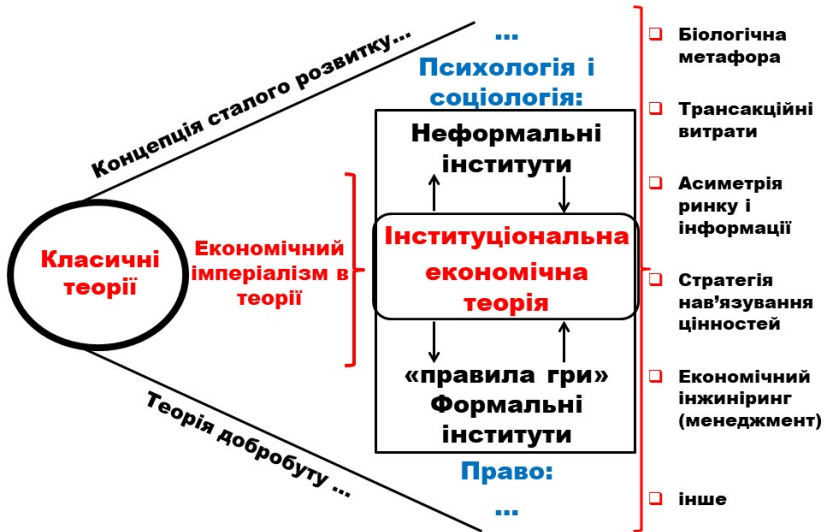 Концепція сталого розвитку...
Класичні
теорії
Теорія добробуту ...
Економічний
імперіалізм в
теорії
...
Психологія і
соціологія:
Неформальні
інститути
Інституціональна
економічна
теорія
«правила гри»
Формальні
інститути
Право:
...
Біологічна
метафора
Трансакційні
витрати
Асиметрія
ринку і
інформації
Стратегія
нав’язування
цінностей
Економічний
інжиніринг
(менеджмент)
інше